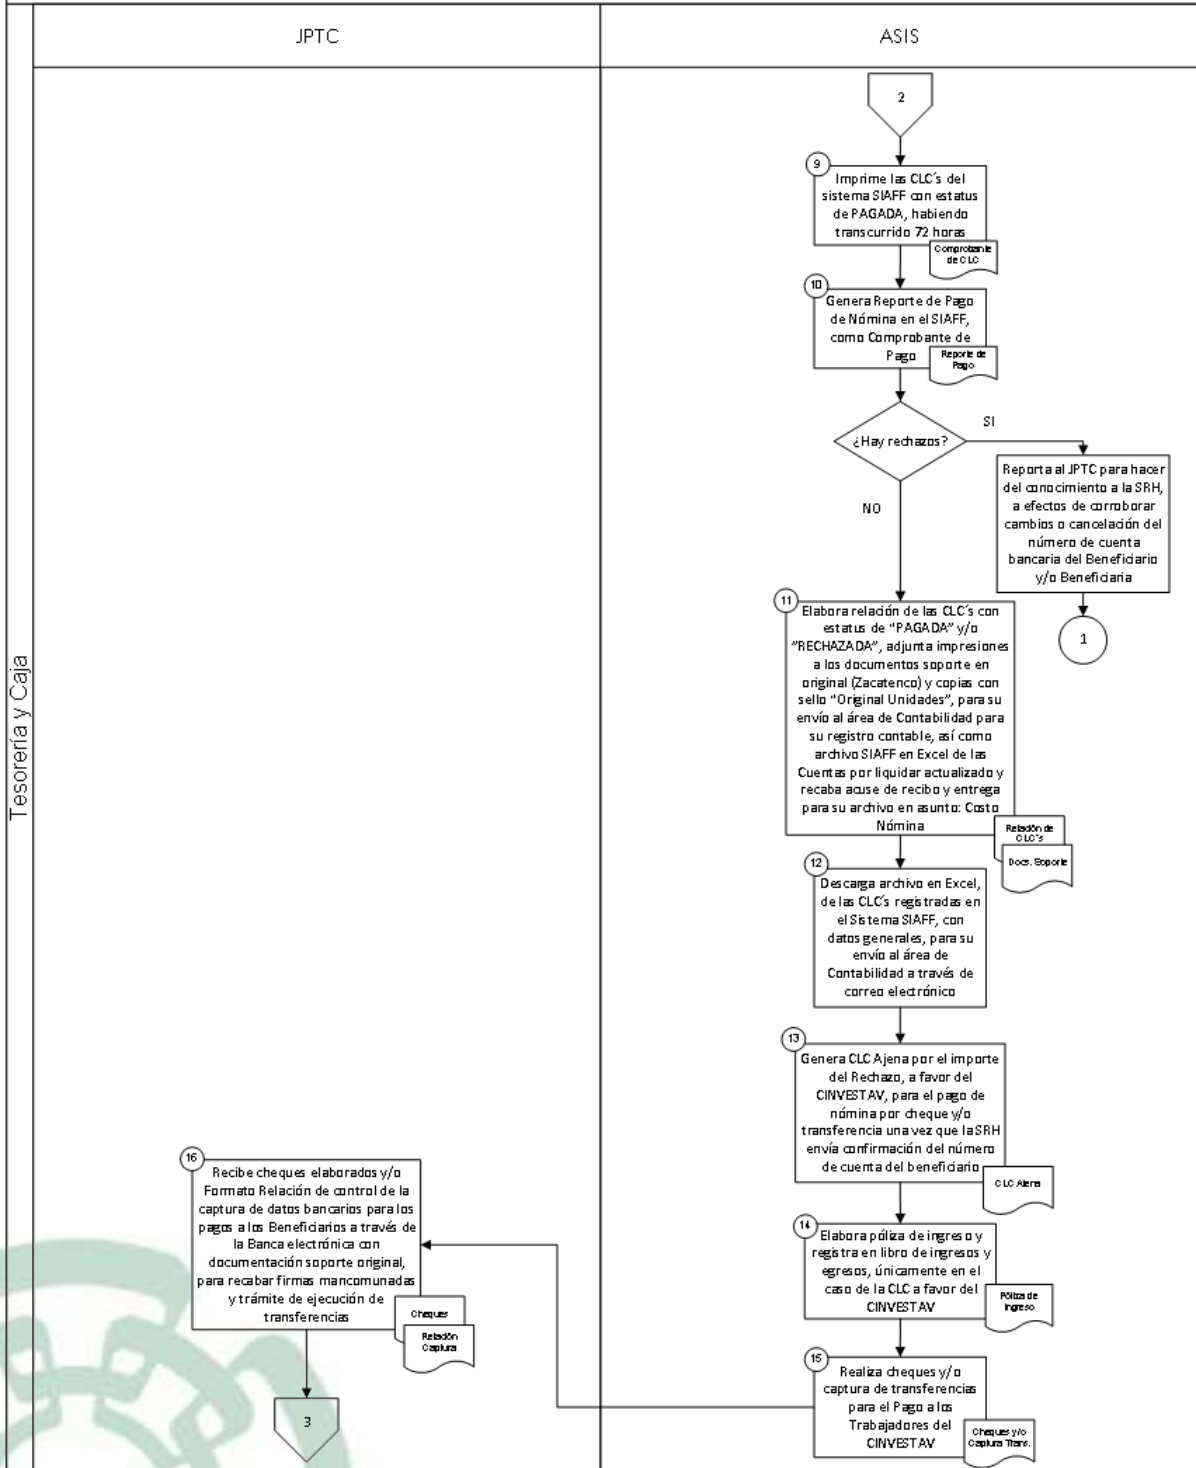 JPTC
ASIS
Tesorería y Caja
2
9
Imprime las CLC´s del
sistema SIAFF con estatus
de PAGADA, habiendo
transcurrido 72 horas
Comprobante
de CLC
10
Genera Reporte de Pago
de Nómina en el SIAFF,
como Comprobante de
Pago
Reporte de
Pago
¿Hay rechazos?
SI
NO
Reporta al JPTC para hacer
del conocimiento a la SRH,
a efectos de corroborar
cambios o cancelación del
número de cuenta
bancaria del Beneficiario
y/o Beneficiaria
1
11
Elabora relación de las CLC´s con
estatus de "PAGADA" y/o
"RECHAZADA", adjunta impresiones
a los documentos soporte en
original (Zacatenco) y copias con
sello "Original Unidades", para su
envío al área de Contabilidad para
su registro contable, así como
archivo SIAFF en Excel de las
Cuentas por liquidar actualizado y
recaba acuse de recibo y entrega
para su archivo en asunto: Costo
Nómina
Relación de
CLC´s
Docs. Soporte
12
Descarga archivo en Excel,
de las CLC´s registradas en
el Sistema SIAFF, con
datos generales, para su
envío al área de
Contabilidad a través de
correo electrónico
13
Genera CLC Ajena por el importe
del Rechazo, a favor del
CINVESTAV, para el pago de
nómina por cheque y/o
transferencia una vez que la SRH
envía confirmación del número
de cuenta del beneficiario
CLC Ajena
14
Elabora póliza de ingreso y
registra en libro de ingresos y
egresos, únicamente en el
caso de la CLC a favor del
CINVESTAV
Póliza de
Ingreso
15
Realiza cheques y/o
captura de transferencias
para el Pago a los
Trabajadores del
CINVESTAV
Cheques y/o
Captura Trans.
16
Recibe cheques elaborados y/o
Formato Relación de control de la
captura de datos bancarios para los
pagos a los Beneficiarios a través de
la Banca electrónica con
documentación soporte original,
para recabar firmas mancomunadas
y trámite de ejecución de
transferencias
Cheques
Relación
Captura
3